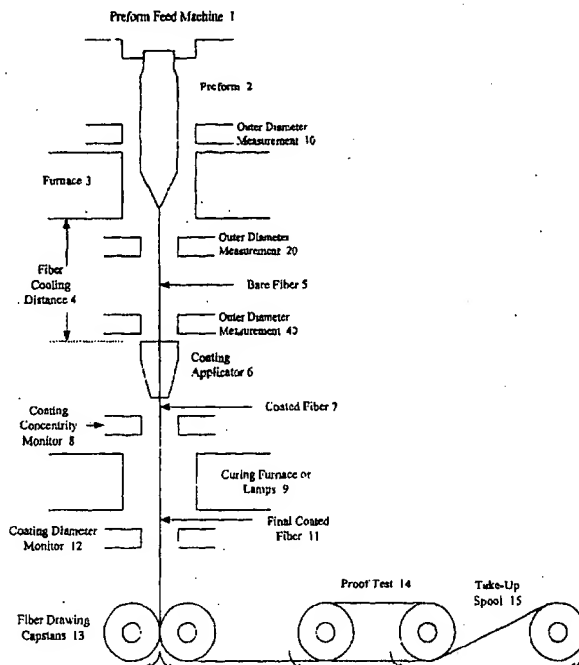 Preform Feed Machine 1
Preform 2
Outer Diameter
Measurement 10
Furnace 3
Outer Diameter
Measurement 20
Fiber
Cooling
Distance 4
Bare Fiber 5
Outer Diameter
Measurement 40
Coating
Applicator 6
Coated Fiber 7
Coating
Concentricity
Monitor 8
Curing Furnace or
Lamps 9
Coating Diameter
Monitor 12
Final Coated
Fiber 11
Proof Test 14
Take-Up
Spool 15
Fiber Drawing
Capstans 13